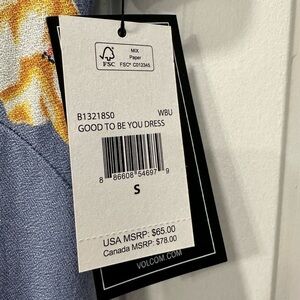 FSC
MIX
Paper
FSC® C012345
B13218S0 WBU
GOOD TO BE YOU DRESS
8 86608 54697 9
S
USA MSRP: $65.00
Canada MSRP: $78.00
VOLCOM.COM